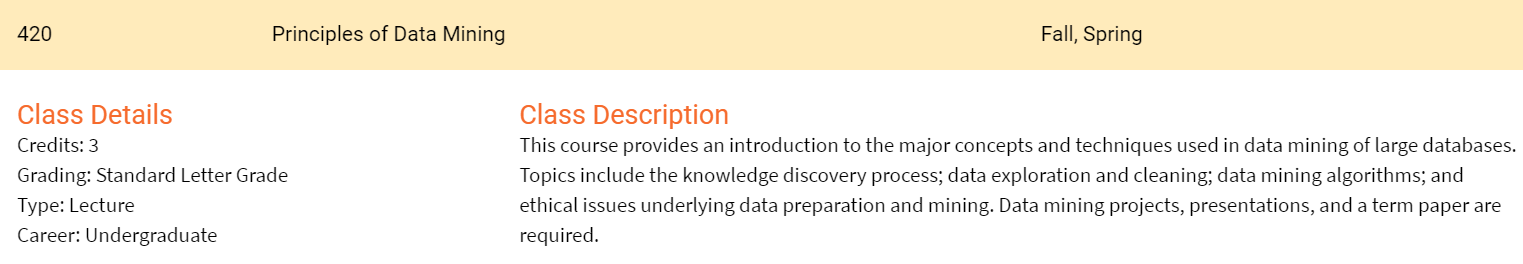 420 Principles of Data Mining Fall, Spring
Class Details
Credits: 3
Grading: Standard Letter Grade
Type: Lecture
Career: Undergraduate
Class Description
This course provides an introduction to the major concepts and techniques used in data mining of large databases.
Topics include the knowledge discovery process; data exploration and cleaning; data mining algorithms; and
ethical issues underlying data preparation and mining. Data mining projects, presentations, and a term paper are
required.